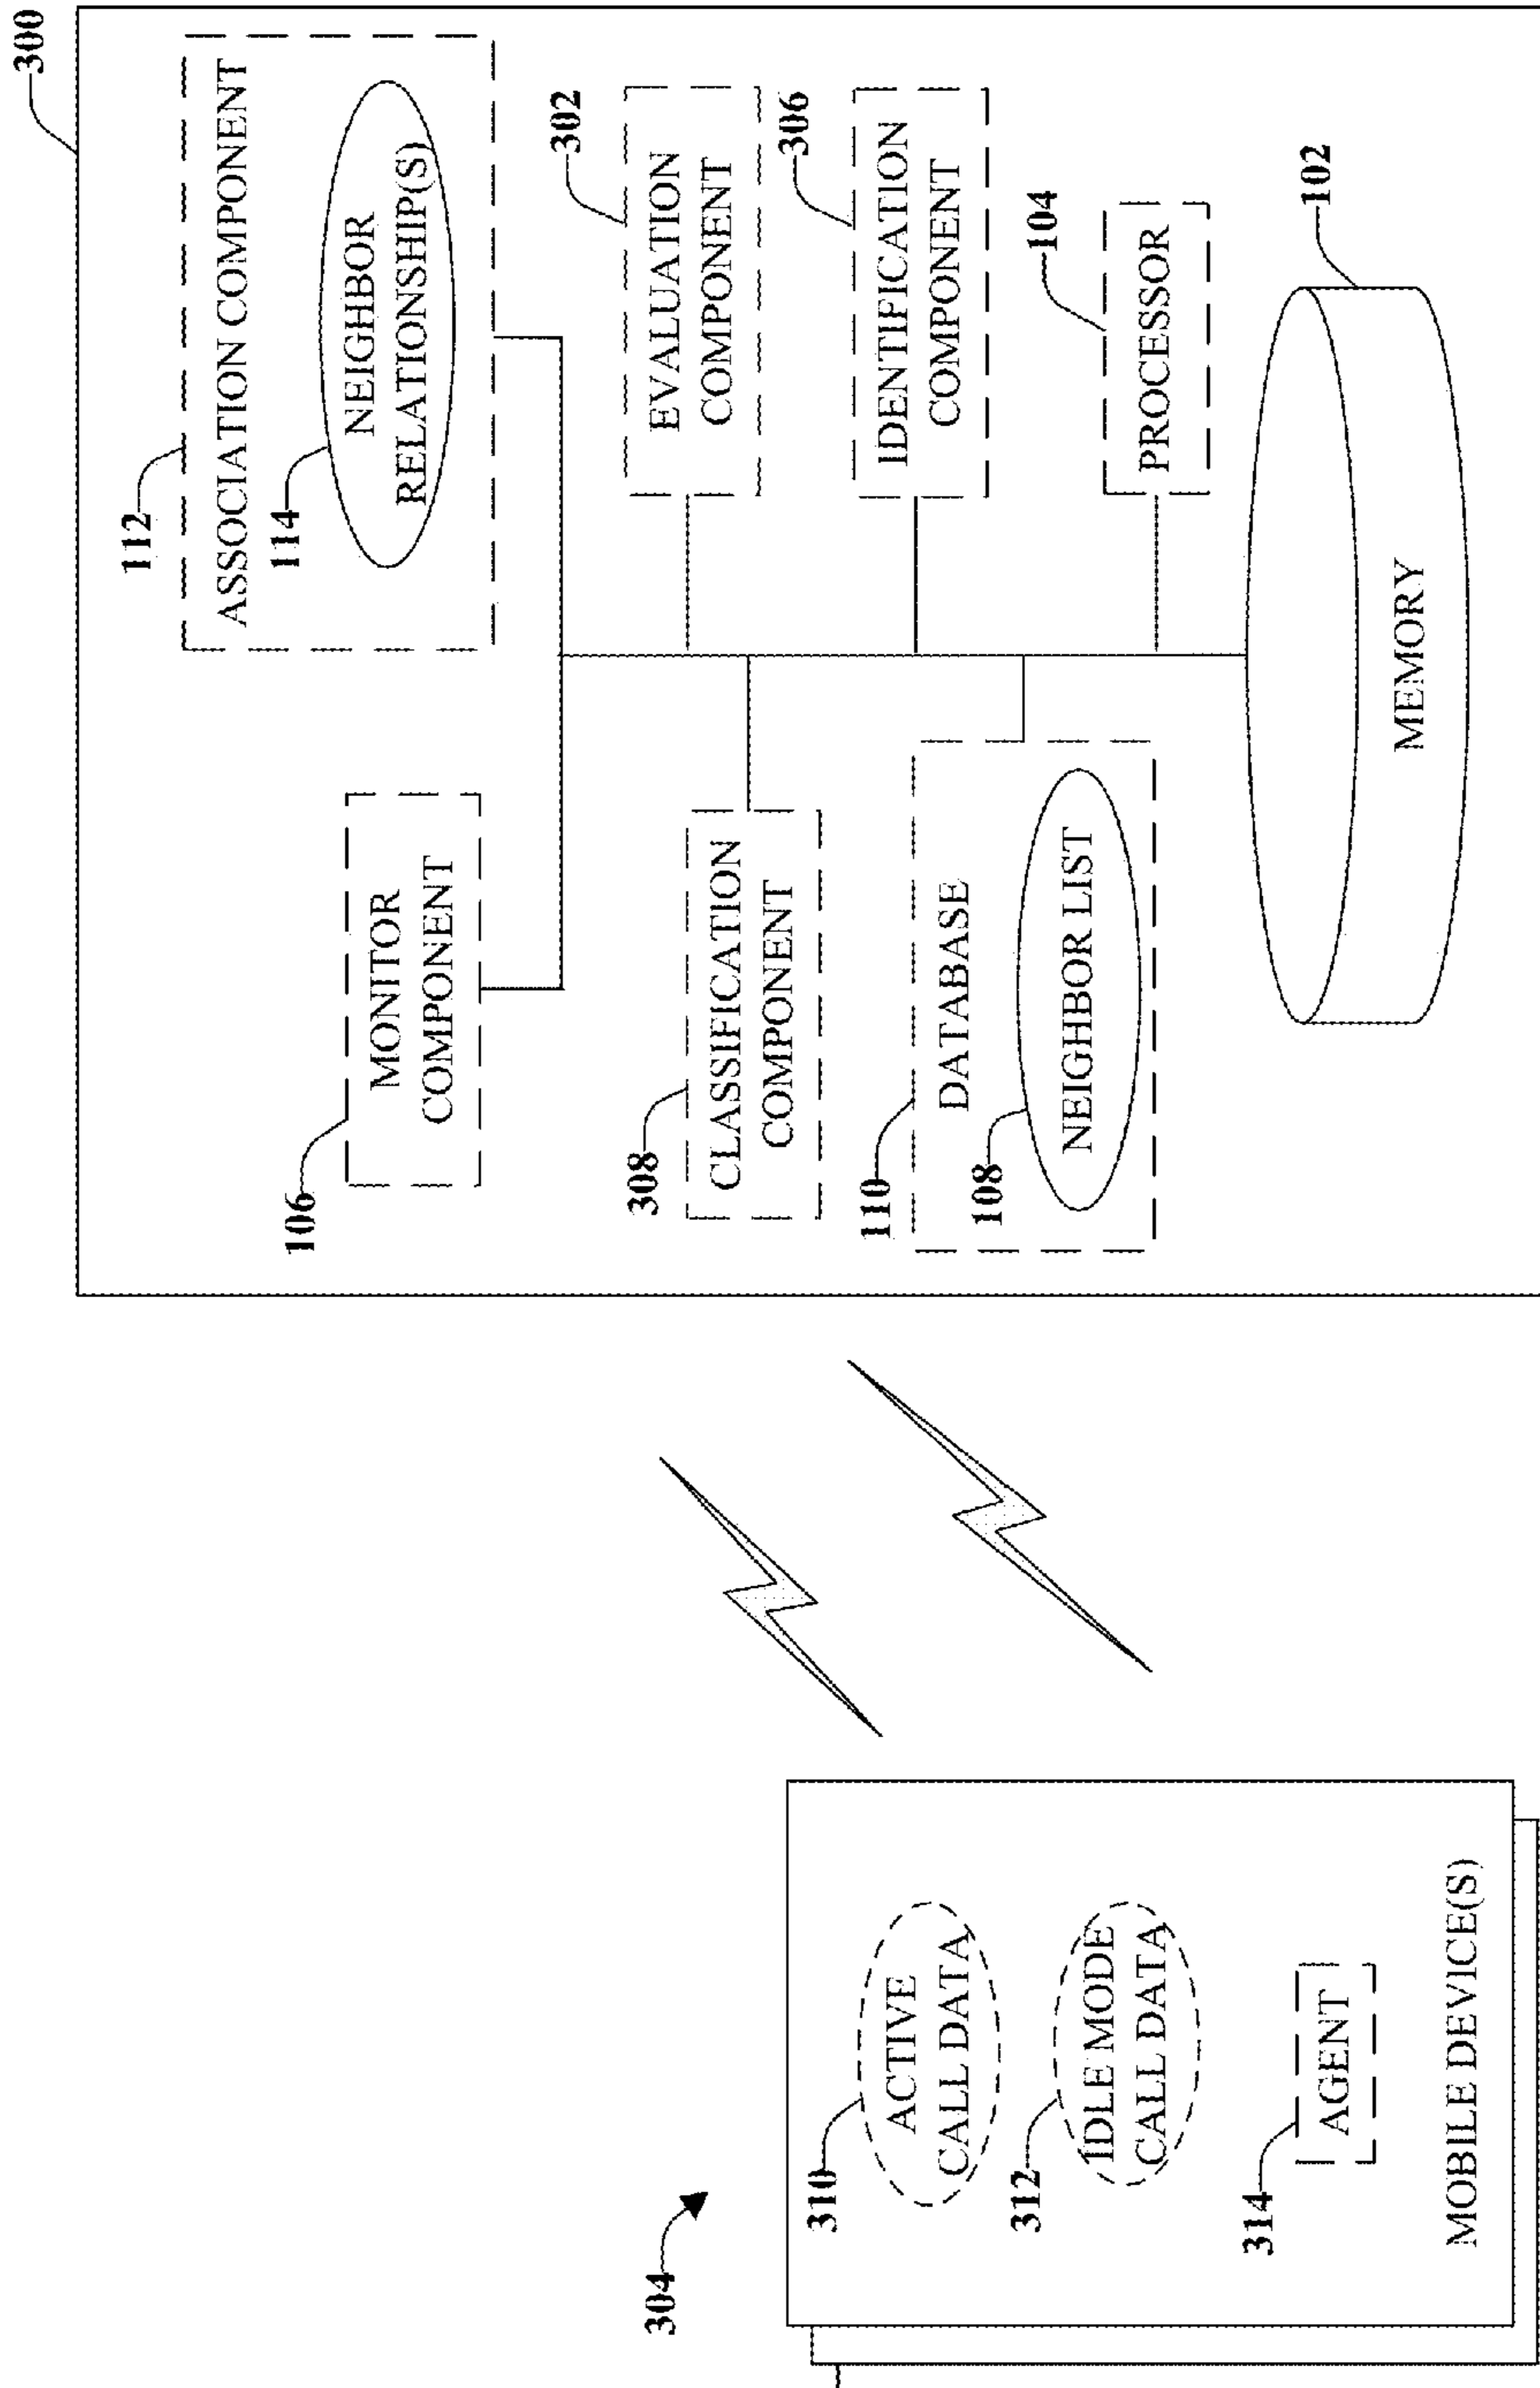 300
112
ASSOCIATION COMPONENT
114
NEIGHBOR
RELATIONSHIP(S)
106
MONITOR
COMPONENT
302
EVALUATION
COMPONENT
308
CLASSIFICATION
COMPONENT
306
IDENTIFICATION
COMPONENT
110
DATABASE
108
NEIGHBOR LIST
104
PROCESSOR
102
MEMORY
304
310
ACTIVE
CALL DATA
312
IDLE MODE
CALL DATA
314
AGENT
MOBILE DEVICE(S)